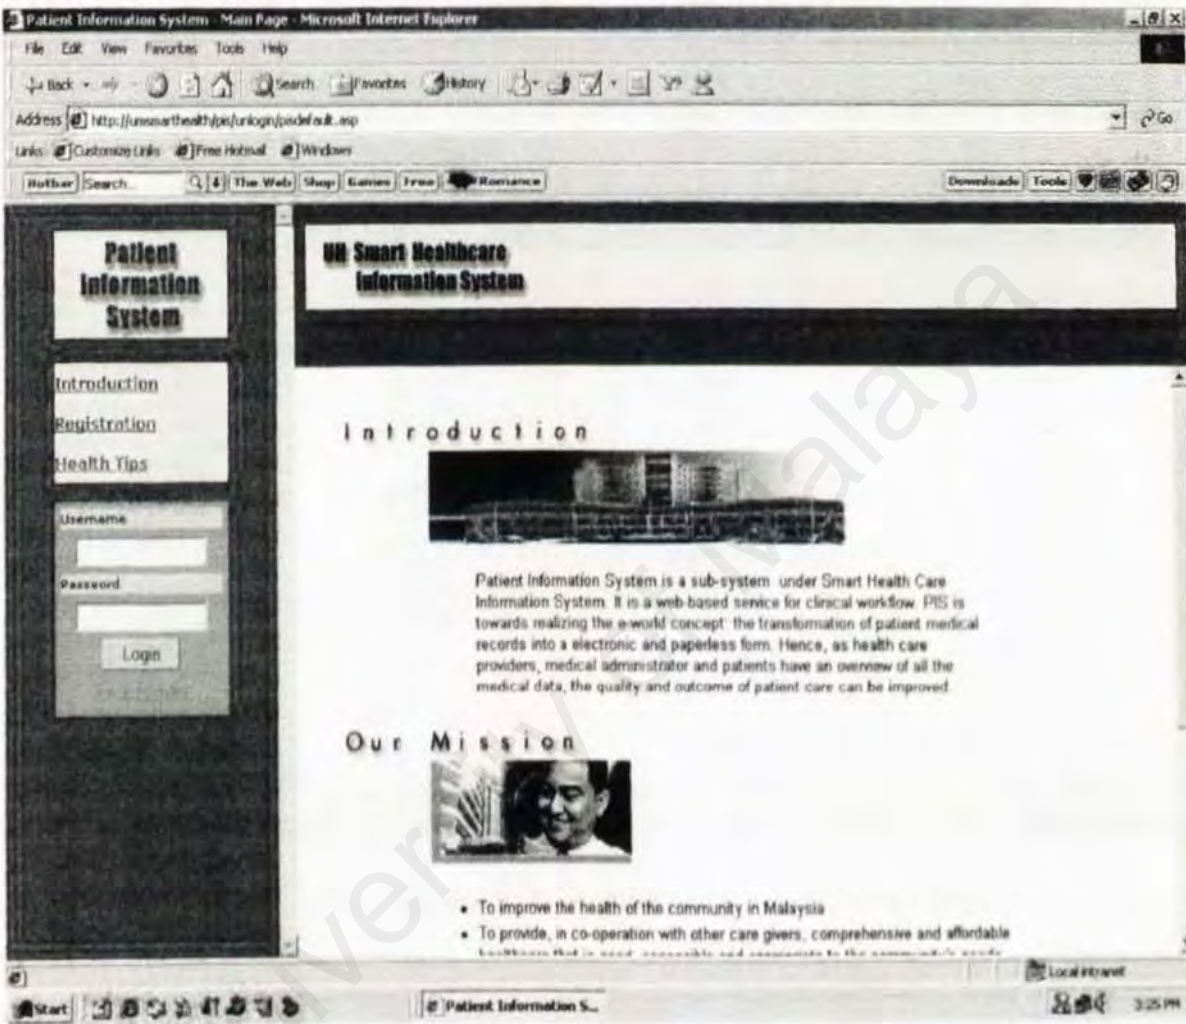 Patient Information System - Main Page - Microsoft Internet Explorer
File Edit View Favorites Tools Help
Back Search Favorites History
Address http://umsmarthealth/pis/unlogin/pisdefault.asp Go
Links Customize Links Free Hotmail Windows
Hotbar Search The Web Shop Games Free Romance Downloads Tools
Patient
Information
System
Introduction
Registration
Health Tips
Username
Password
Login
UM Smart Healthcare
Information System
Introduction
Patient Information System is a sub-system under Smart Health Care
Information System. It is a web-based service for clinical workflow. PIS is
towards realizing the e-world concept: the transformation of patient medical
records into a electronic and paperless form. Hence, as health care
providers, medical administrator and patients have an overview of all the
medical data, the quality and outcome of patient care can be improved
Our Mission
• To improve the health of the community in Malaysia
• To provide, in co-operation with other care givers, comprehensive and affordable
Local intranet
Start Patient Information S... 3:25 PM